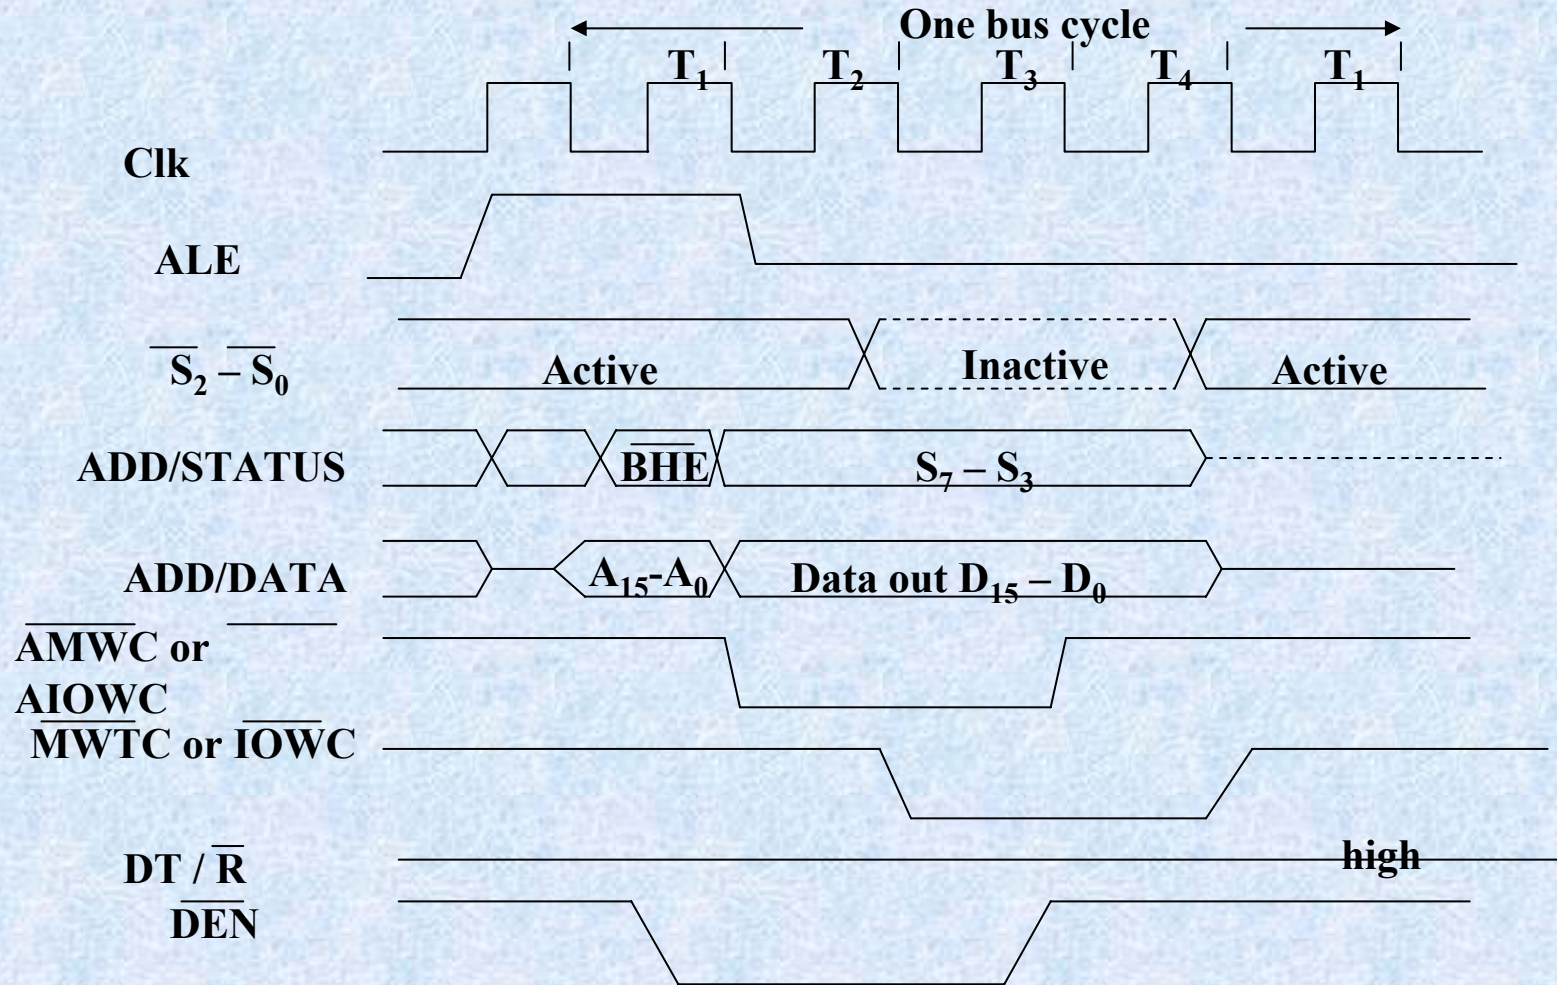 One bus cycle
T₁ T₂ T₃ T₄ T₁
Clk
ALE
S₂ – S₀ Active Inactive Active
ADD/STATUS BHE S₇ – S₃
ADD/DATA A₁₅-A₀ Data out D₁₅ – D₀
AMWC or
AIOWC
MWTC or IOWC
DT / R high
DEN